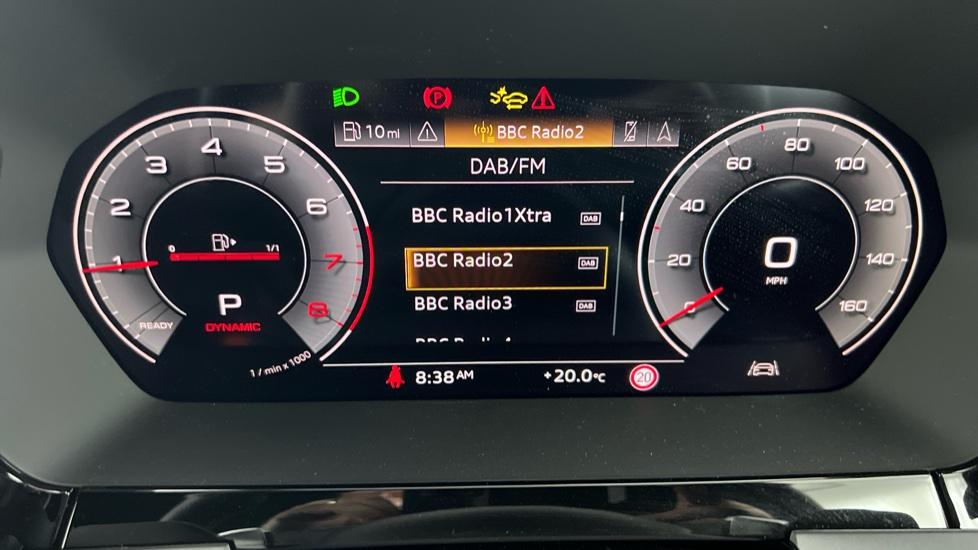 P
10 mi
BBC Radio2
DAB/FM
BBC Radio1Xtra DAB
BBC Radio2 DAB
BBC Radio3 DAB
1
2
3
4
5
6
7
8
0 1/1
P
DYNAMIC
READY
1 / min x 1000
0
20
40
60
80
100
120
140
160
0
MPH
8:38 AM
+20.0°C
20